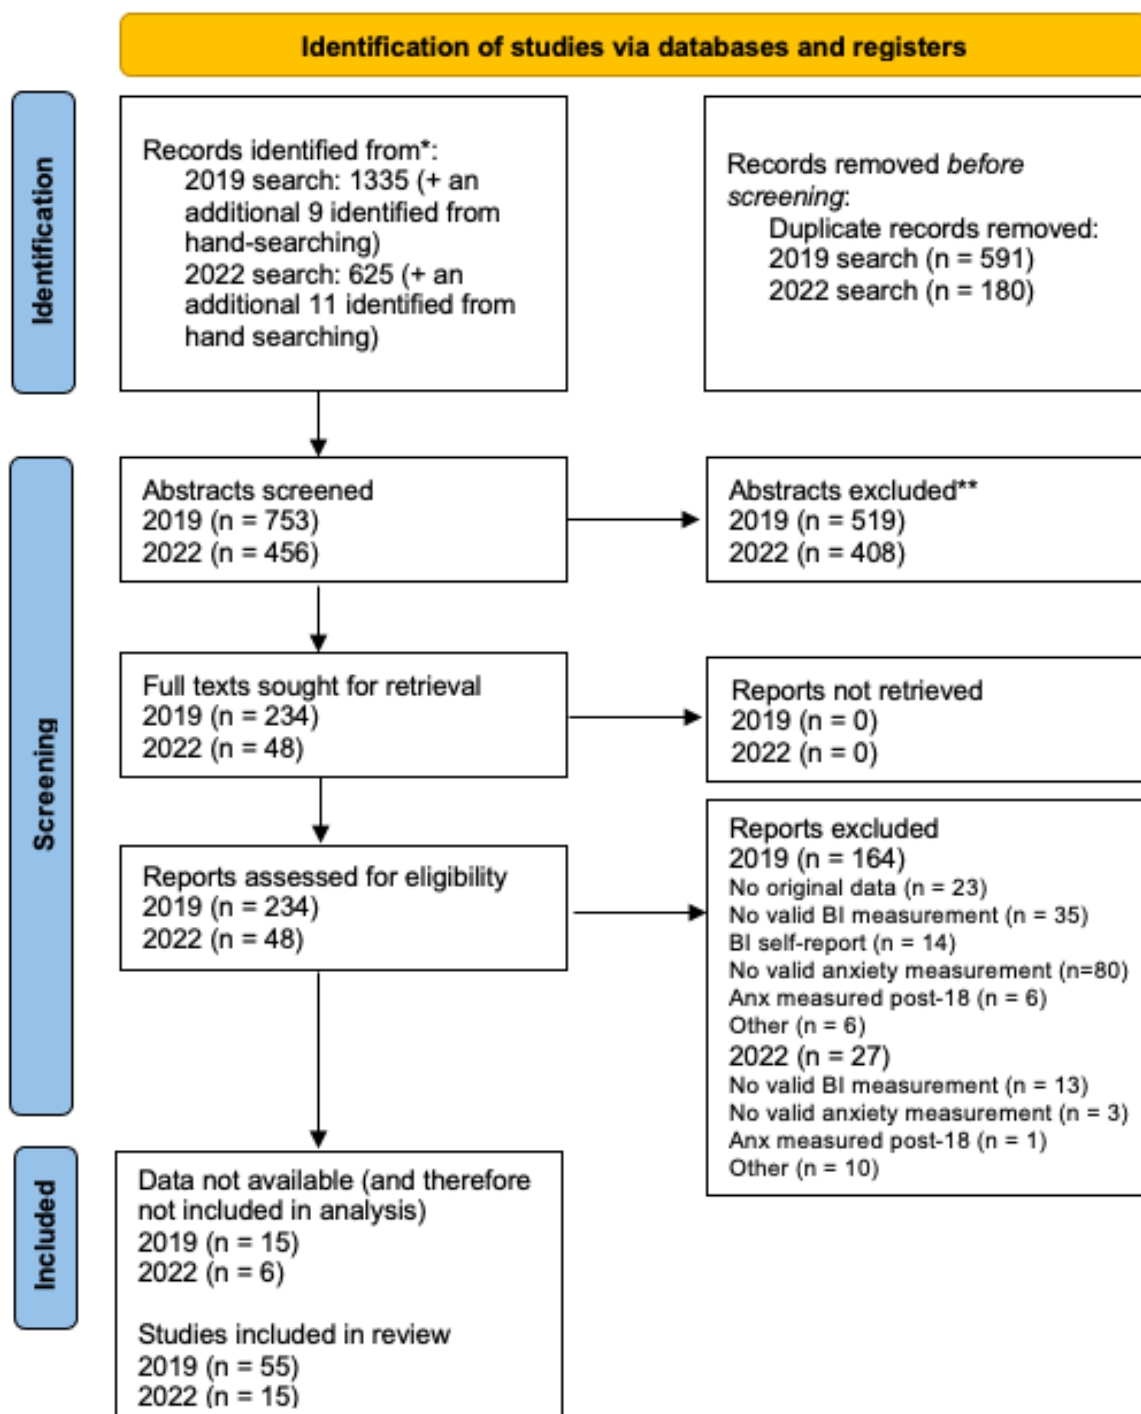 Identification of studies via databases and registers
Identification
Records identified from*:
2019 search: 1335 (+ an
additional 9 identified from
hand-searching)
2022 search: 625 (+ an
additional 11 identified from
hand searching)
Records removed before
screening:
Duplicate records removed:
2019 search (n = 591)
2022 search (n = 180)
Screening
Abstracts screened
2019 (n = 753)
2022 (n = 456)
Abstracts excluded**
2019 (n = 519)
2022 (n = 408)
Full texts sought for retrieval
2019 (n = 234)
2022 (n = 48)
Reports not retrieved
2019 (n = 0)
2022 (n = 0)
Reports assessed for eligibility
2019 (n = 234)
2022 (n = 48)
Reports excluded
2019 (n = 164)
No original data (n = 23)
No valid BI measurement (n = 35)
BI self-report (n = 14)
No valid anxiety measurement (n=80)
Anx measured post-18 (n = 6)
Other (n = 6)
2022 (n = 27)
No valid BI measurement (n = 13)
No valid anxiety measurement (n = 3)
Anx measured post-18 (n = 1)
Other (n = 10)
Included
Data not available (and therefore
not included in analysis)
2019 (n = 15)
2022 (n = 6)
Studies included in review
2019 (n = 55)
2022 (n = 15)